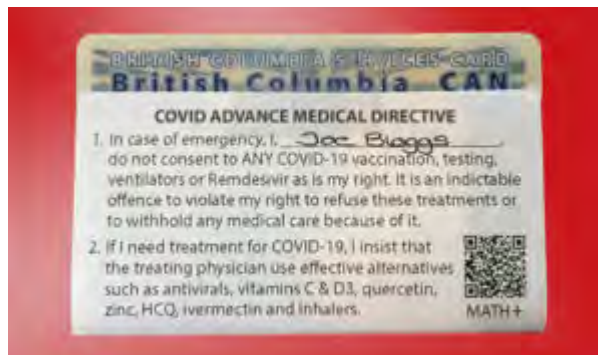 BRITISH COLUMBIA SERVICES CARD
British Columbia CAN
COVID ADVANCE MEDICAL DIRECTIVE
1. In case of emergency, I, Joe Blaggs,
do not consent to ANY COVID-19 vaccination, testing,
ventilators or Remdesivir as is my right. It is an indictable
offence to violate my right to refuse these treatments or
to withhold any medical care because of it.
2. If I need treatment for COVID-19, I insist that
the treating physician use effective alternatives
such as antivirals, vitamins C & D3, quercetin,
zinc, HCQ, ivermectin and inhalers.
MATH+